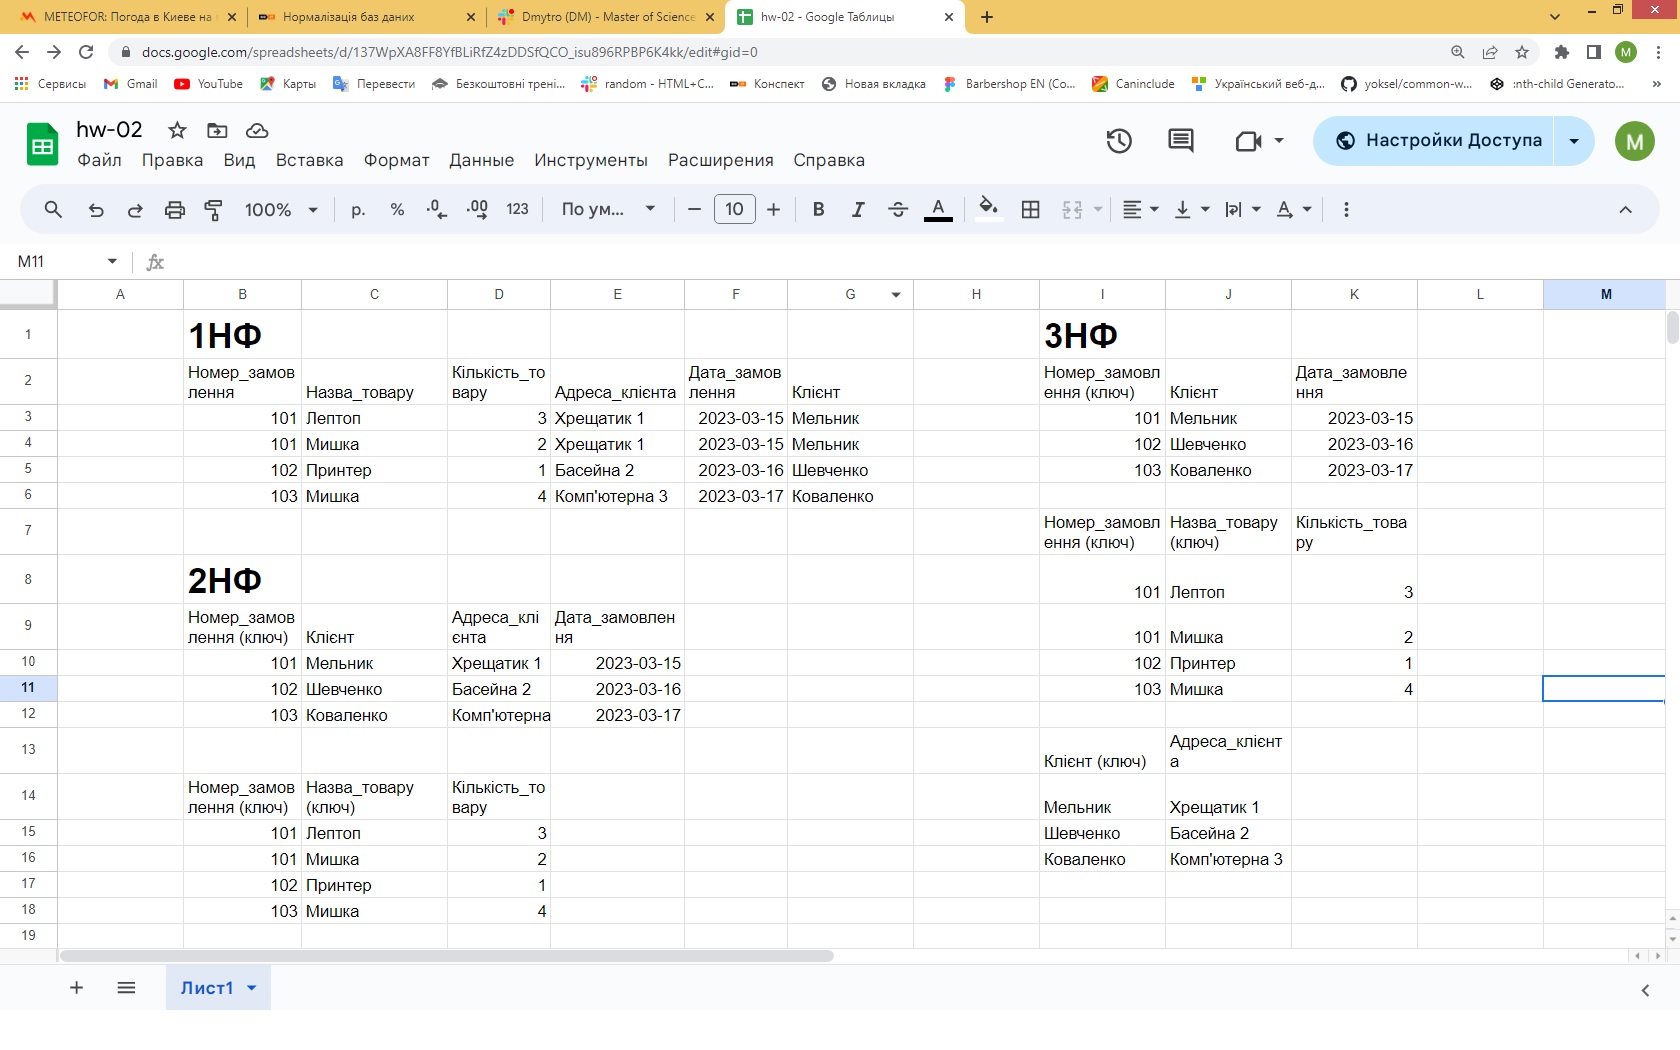 METEOFOR: Погода в Киеве на
Нормалізація баз даних
Dmytro (DM) - Master of Science
hw-02 - Google Таблицы
docs.google.com/spreadsheets/d/137WpXA8FF8YfBLiRfZ4zDDSfQCO_isu896RPBP6K4kk/edit#gid=0
M
Сервисы Gmail YouTube Карты Перевести Безкоштовні трені... random - HTML+C... Конспект Новая вкладка Barbershop EN (Co... Caninclude Український веб-д... yoksel/common-w... :nth-child Generato... »
hw-02
Файл Правка Вид Вставка Формат Данные Инструменты Расширения Справка
Настройки Доступа
M
100% р. % .0 .00 123 По ум... 10 B I A
M11
fx
A B C D E F G H I J K L M
1 1НФ 3НФ
2 Номер_замовлення Назва_товару Кількість_товару Адреса_клієнта Дата_замовлення Клієнт Номер_замовлення (ключ) Клієнт Дата_замовлення
3 101 Лептоп 3 Хрещатик 1 2023-03-15 Мельник 101 Мельник 2023-03-15
4 101 Мишка 2 Хрещатик 1 2023-03-15 Мельник 102 Шевченко 2023-03-16
5 102 Принтер 1 Басейна 2 2023-03-16 Шевченко 103 Коваленко 2023-03-17
6 103 Мишка 4 Комп'ютерна 3 2023-03-17 Коваленко
7 Номер_замовлення (ключ) Назва_товару (ключ) Кількість_товару
8 2НФ 101 Лептоп 3
9 Номер_замовлення (ключ) Клієнт Адреса_клієнта Дата_замовлення 101 Мишка 2
10 101 Мельник Хрещатик 1 2023-03-15 102 Принтер 1
11 102 Шевченко Басейна 2 2023-03-16 103 Мишка 4
12 103 Коваленко Комп'ютерна 2023-03-17
13 Клієнт (ключ) Адреса_клієнта
14 Номер_замовлення (ключ) Назва_товару (ключ) Кількість_товару Мельник Хрещатик 1
15 101 Лептоп 3 Шевченко Басейна 2
16 101 Мишка 2 Коваленко Комп'ютерна 3
17 102 Принтер 1
18 103 Мишка 4
19
Лист1